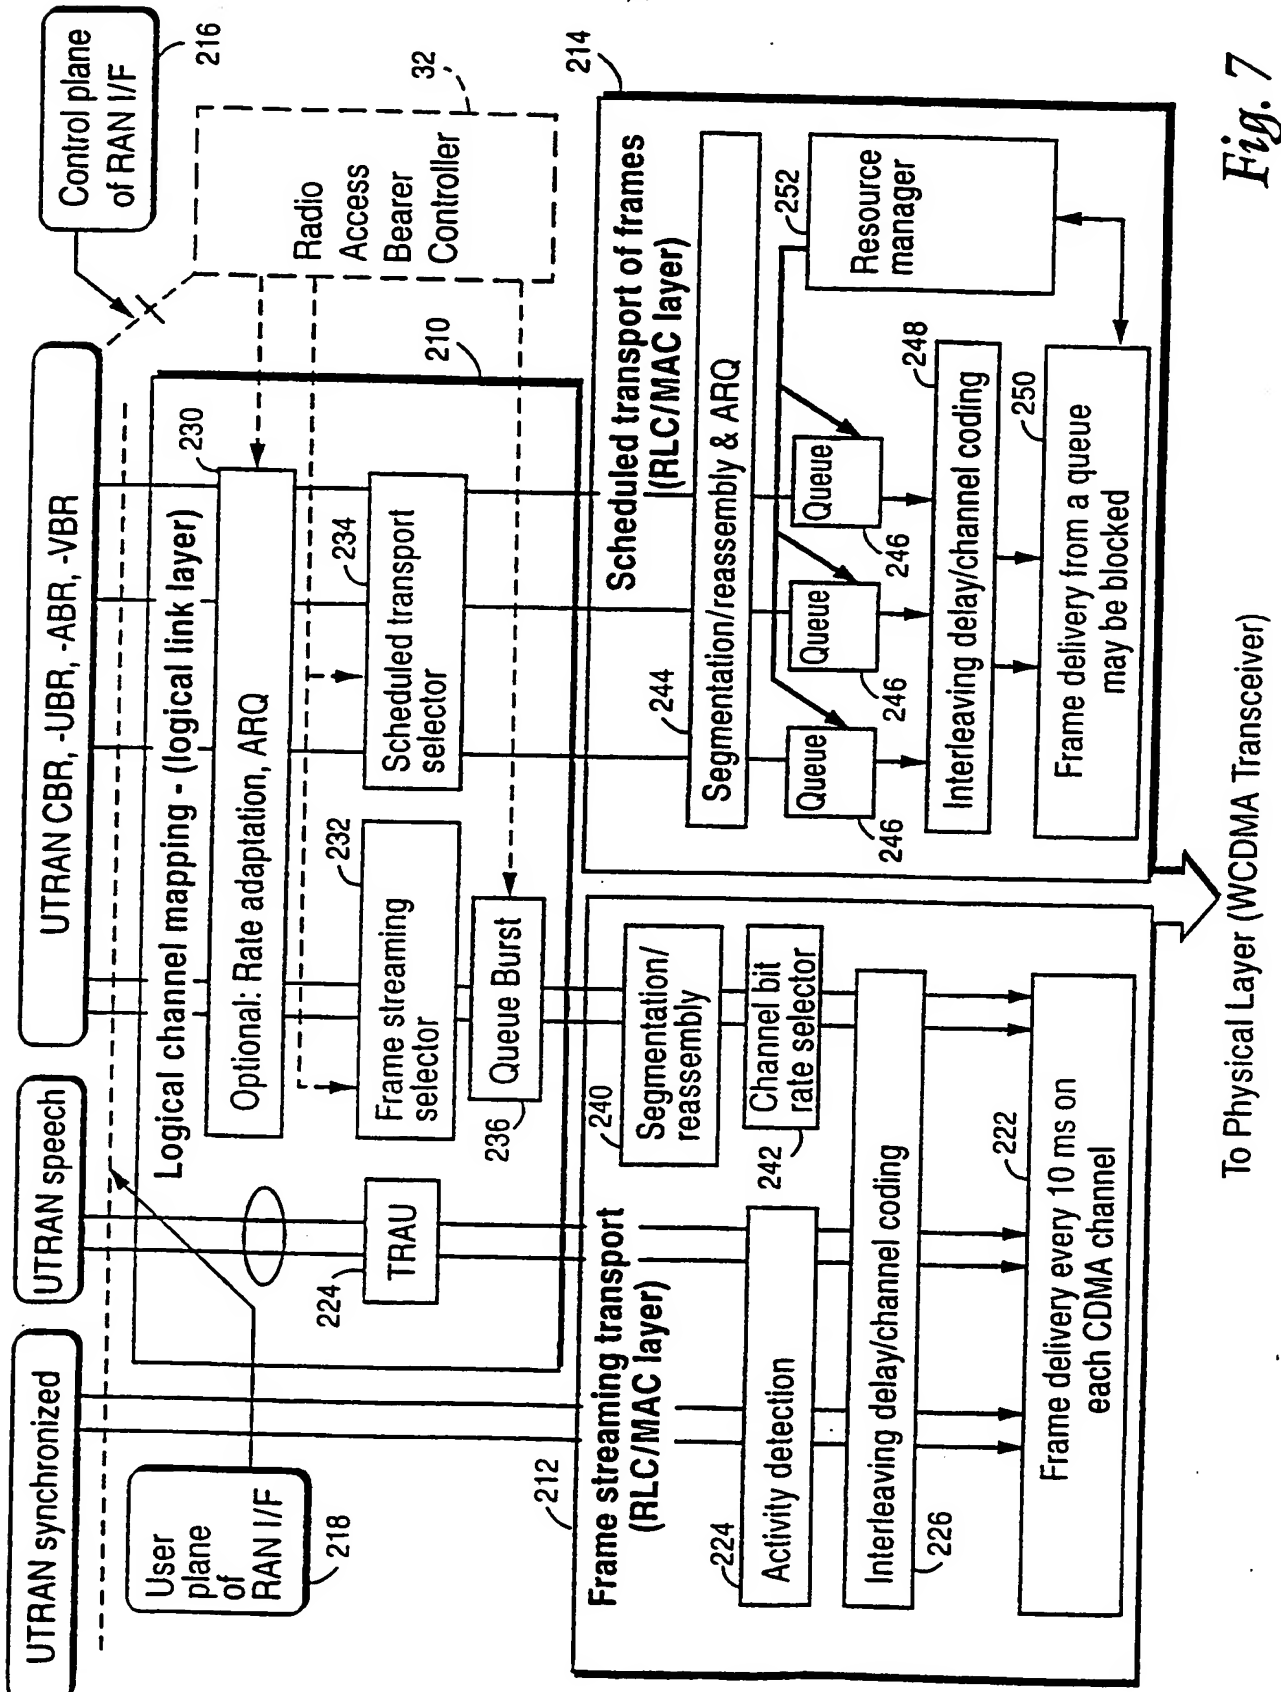 UTRAN synchronized
UTRAN speech
UTRAN CBR, -UBR, -ABR, -VBR
Control plane
of RAN I/F
216
User
plane
of
RAN I/F
218
Logical channel mapping - (logical link layer)
230
Optional: Rate adaptation, ARQ
Radio
Access
Bearer
Controller
32
210
224
TRAU
232
Frame streaming
selector
234
Scheduled transport
selector
236
Queue Burst
212
Frame streaming transport
(RLC/MAC layer)
240
Segmentation/
reassembly
224
Activity detection
242
Channel bit
rate selector
Interleaving delay/channel coding
226
222
Frame delivery every 10 ms on
each CDMA channel
214
Scheduled transport of frames
(RLC/MAC layer)
244
Segmentation/reassembly & ARQ
252
Queue
246
Queue
246
Queue
246
Resource
manager
248
Interleaving delay/channel coding
250
Frame delivery from a queue
may be blocked
To Physical Layer (WCDMA Transceiver)
Fig. 7